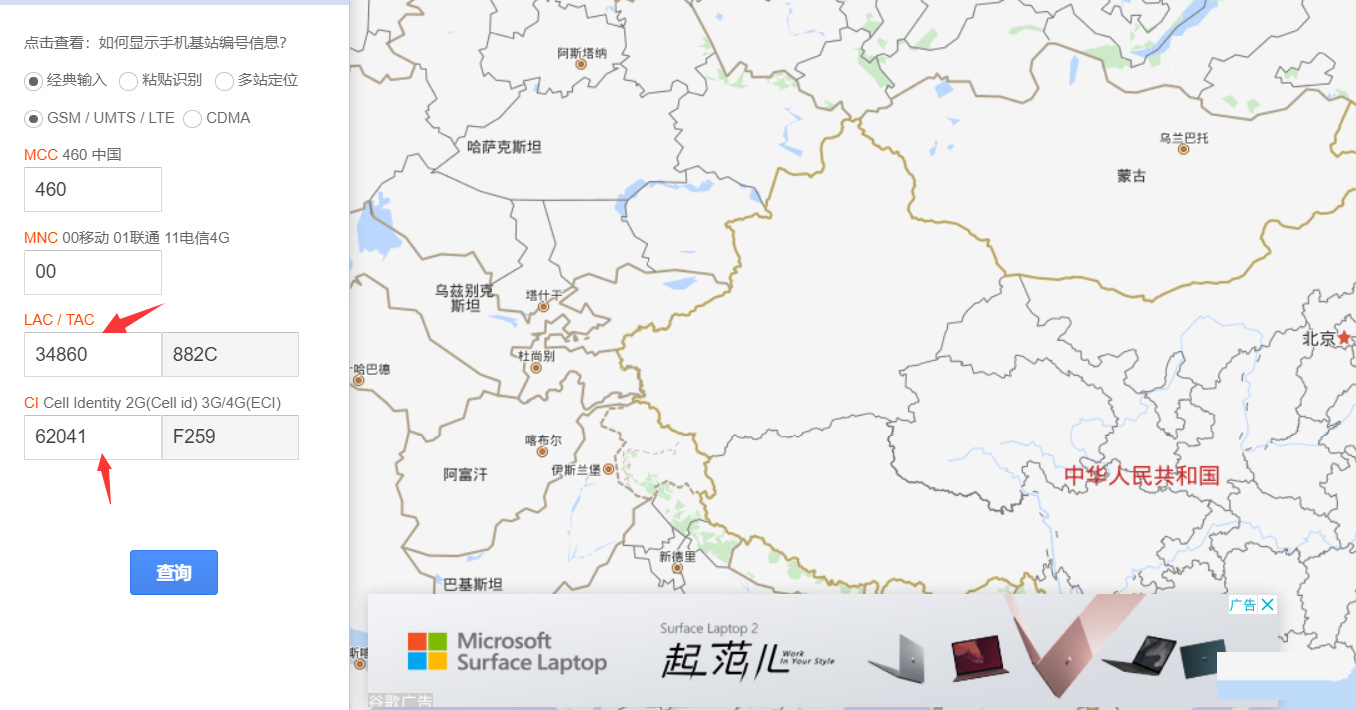 点击查看：如何显示手机基站编号信息?
经典输入 粘贴识别 多站定位
GSM / UMTS / LTE CDMA
MCC 460 中国
460
MNC 00移动 01联通 11电信4G
00
LAC / TAC
34860 882C
CI Cell Identity 2G(Cell id) 3G/4G(ECI)
62041 F259
查询
阿斯塔纳
哈萨克斯坦
乌兰巴托
蒙古
乌兹别克
斯坦
塔什干
北京
杜尚别
哈巴德
喀布尔
伊斯兰堡
阿富汗
中华人民共和国
新德里
巴基斯坦
广告
Microsoft
Surface Laptop
Surface Laptop 2
起范儿
Work
In Your Style
谷歌广告